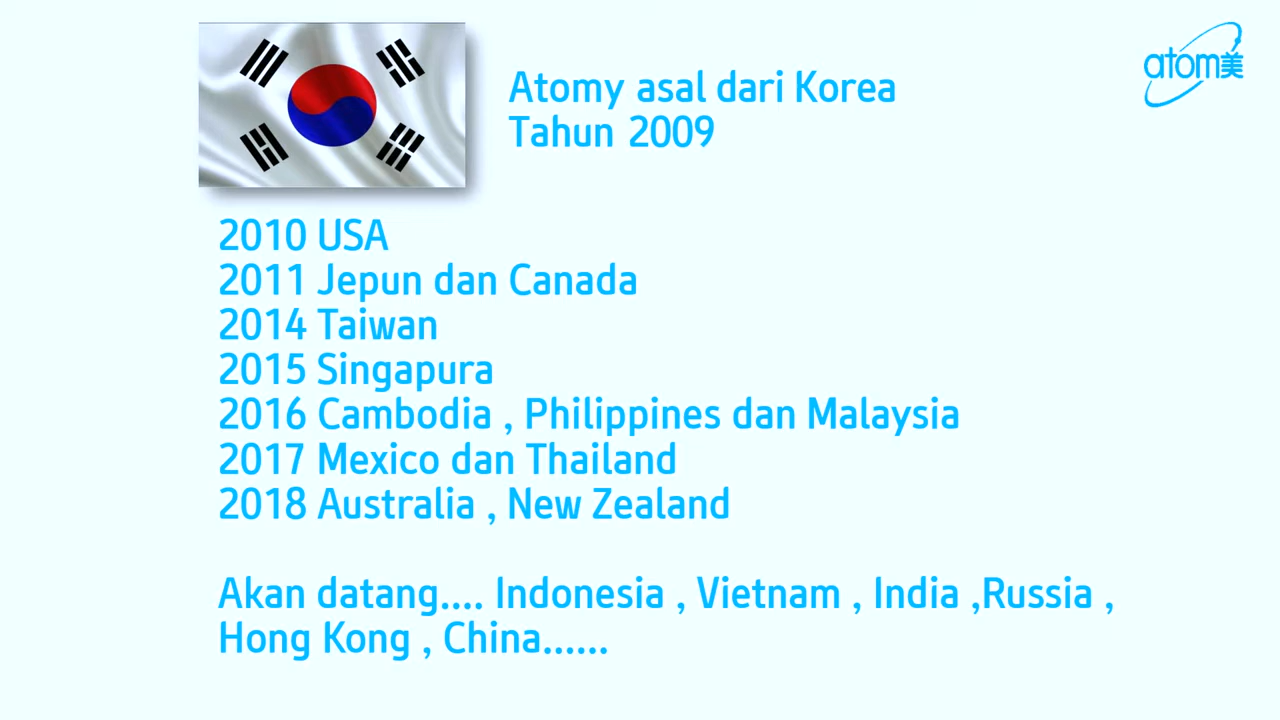 Atomy asal dari Korea
Tahun 2009
atom美
2010 USA
2011 Jepun dan Canada
2014 Taiwan
2015 Singapura
2016 Cambodia , Philippines dan Malaysia
2017 Mexico dan Thailand
2018 Australia , New Zealand
Akan datang.... Indonesia , Vietnam , India ,Russia ,
Hong Kong , China......